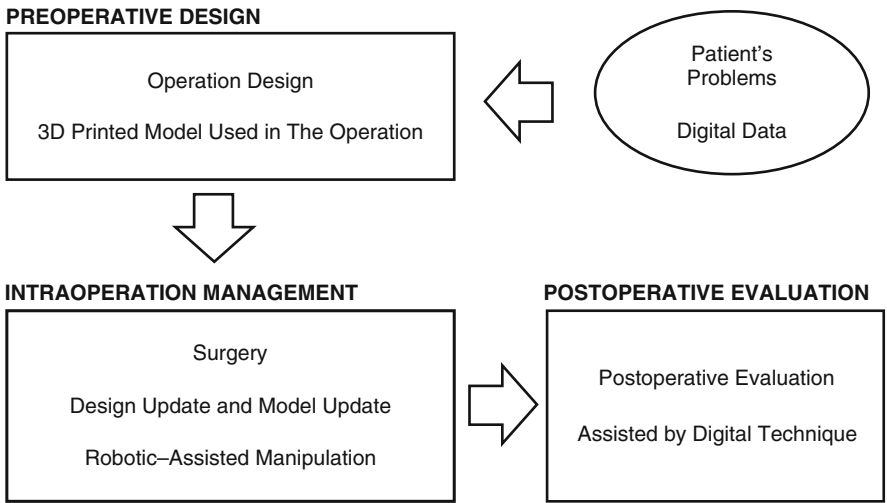 PREOPERATIVE DESIGN
Operation Design
3D Printed Model Used in The Operation
Patient's
Problems
Digital Data
INTRAOPERATION MANAGEMENT
Surgery
Design Update and Model Update
Robotic–Assisted Manipulation
POSTOPERATIVE EVALUATION
Postoperative Evaluation
Assisted by Digital Technique